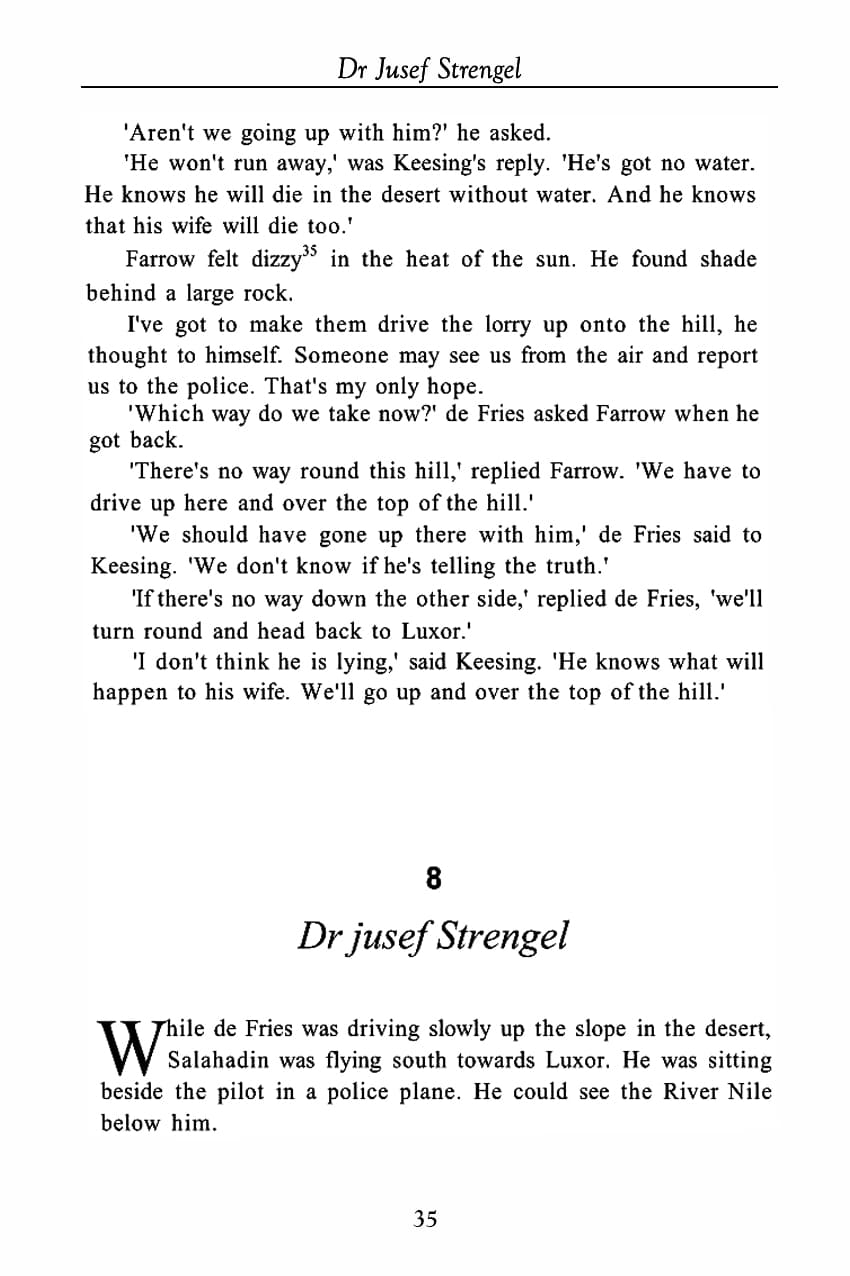 Dr Jusef Strengel
'Aren't we going up with him?' he asked.
'He won't run away,' was Keesing's reply. 'He's got no water.
He knows he will die in the desert without water. And he knows
that his wife will die too.'
Farrow felt dizzy35 in the heat of the sun. He found shade
behind a large rock.
I've got to make them drive the lorry up onto the hill, he
thought to himself. Someone may see us from the air and report
us to the police. That's my only hope.
'Which way do we take now?' de Fries asked Farrow when he
got back.
'There's no way round this hill,' replied Farrow. 'We have to
drive up here and over the top of the hill.'
'We should have gone up there with him,' de Fries said to
Keesing. 'We don't know if he's telling the truth.'
'If there's no way down the other side,' replied de Fries, 'we'll
turn round and head back to Luxor.'
'I don't think he is lying,' said Keesing. 'He knows what will
happen to his wife. We'll go up and over the top of the hill.'
8
Dr jusef Strengel
While de Fries was driving slowly up the slope in the desert,
Salahadin was flying south towards Luxor. He was sitting
beside the pilot in a police plane. He could see the River Nile
below him.
35